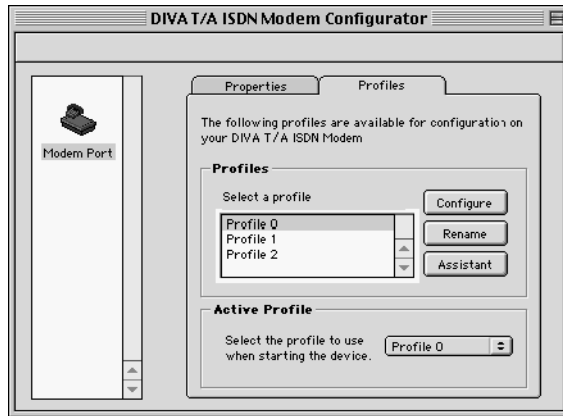 DIVA T/A ISDN Modem Configurator
Modem Port
Properties
Profiles
The following profiles are available for configuration on
your DIVA T/A ISDN Modem
Profiles
Select a profile
Profile 0
Profile 1
Profile 2
Configure
Rename
Assistant
Active Profile
Select the profile to use
when starting the device.
Profile 0